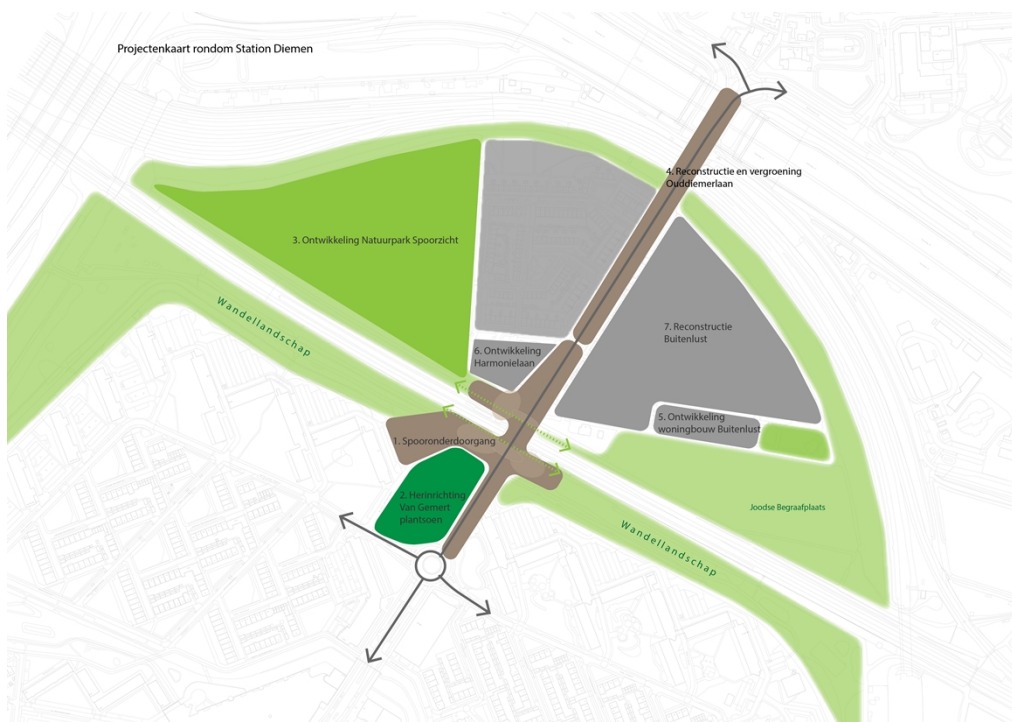 Projectenkaart rondom Station Diemen
4. Reconstructie en vergroening
Ouddiemerlaan
3. Ontwikkeling Natuurpark Spoorzicht
Wandellandschap
7. Reconstructie
Buitenlust
6. Ontwikkeling
Harmonielaan
5. Ontwikkeling
woningbouw Buitenlust
1. Spooronderdoorgang
2. Herinrichting
Van Gemert
plantsoen
Joodse Begraafplaats
Wandellandschap